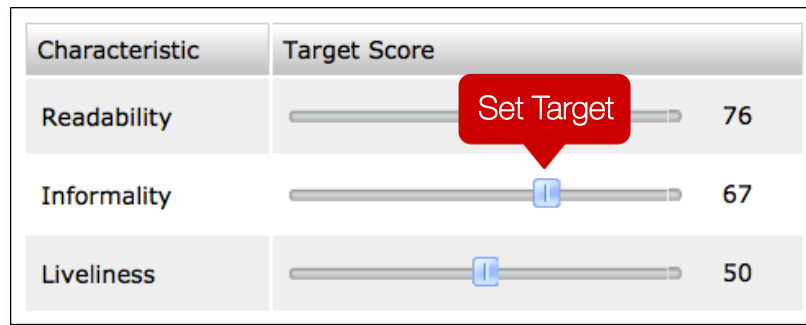 Characteristic Target Score
Set Target
Readability 76
Informality 67
Liveliness 50